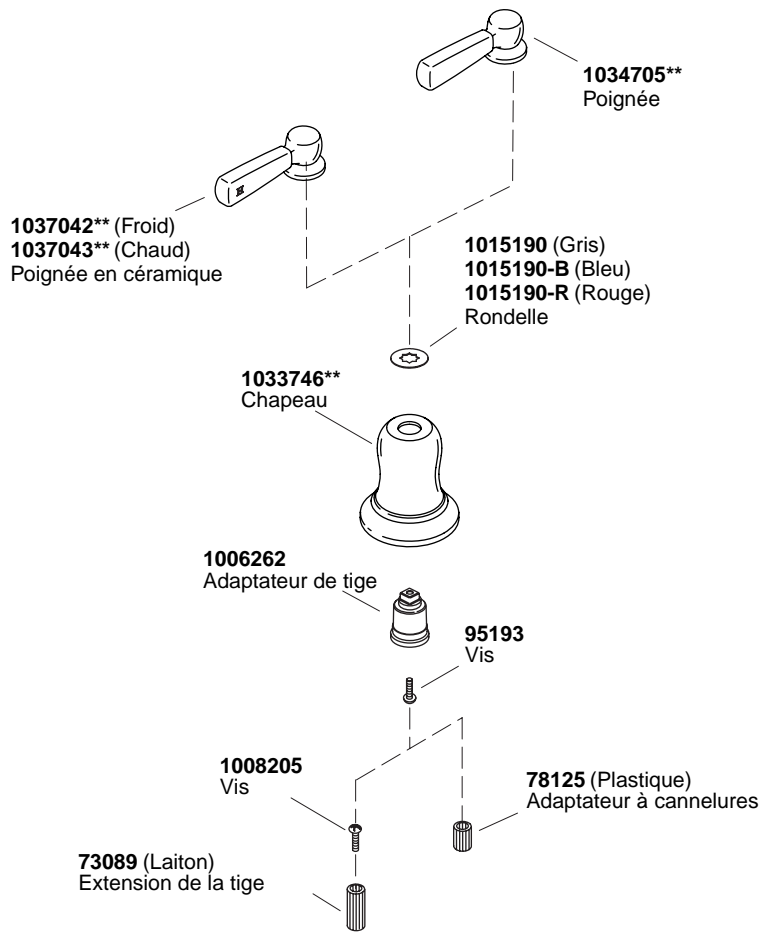 1034705**
Poignée
1037042** (Froid)
1037043** (Chaud)
Poignée en céramique
1015190 (Gris)
1015190-B (Bleu)
1015190-R (Rouge)
Rondelle
1033746**
Chapeau
1006262
Adaptateur de tige
95193
Vis
1008205
Vis
78125 (Plastique)
Adaptateur à cannelures
73089 (Laiton)
Extension de la tige